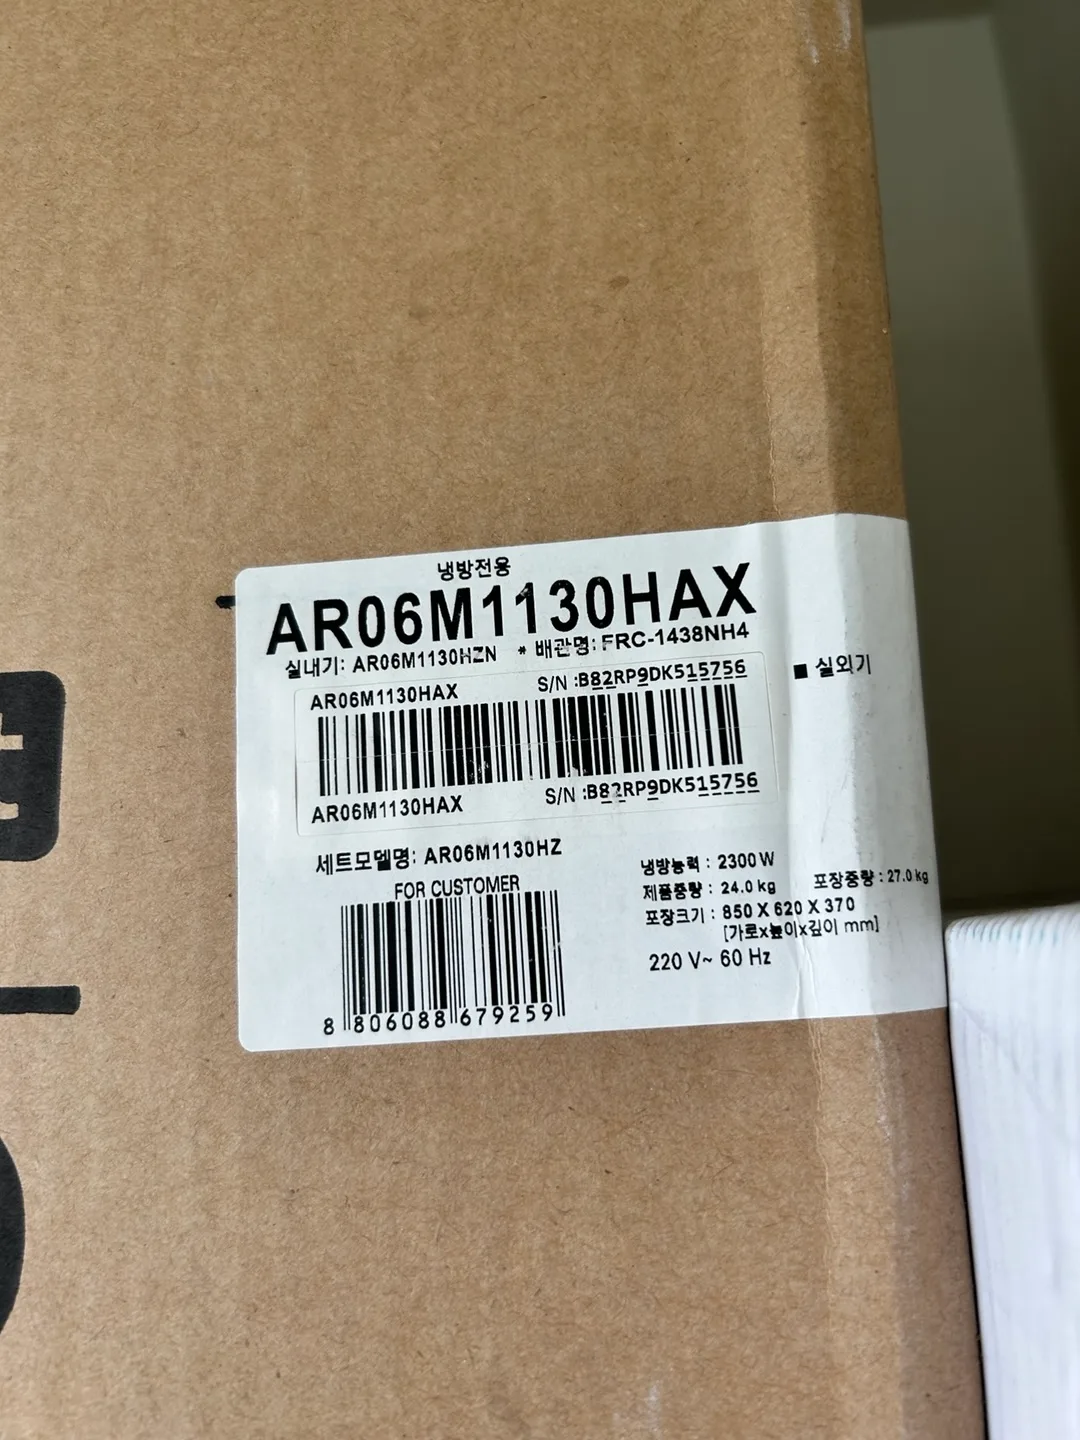 냉방전용
AR06M1130HAX
실내기: AR06M1130HZN * 배관명: FRC-1438NH4
AR06M1130HAX S/N :B82RP9DK515756
■ 실외기
AR06M1130HAX S/N :B82RP9DK515756
세트모델명: AR06M1130HZ
FOR CUSTOMER
8 806088 679259
냉방능력 : 2300 W
제품중량 : 24.0 kg 포장중량 : 27.0 kg
포장크기 : 850 X 620 X 370
[가로x높이x깊이 mm]
220 V~ 60 Hz